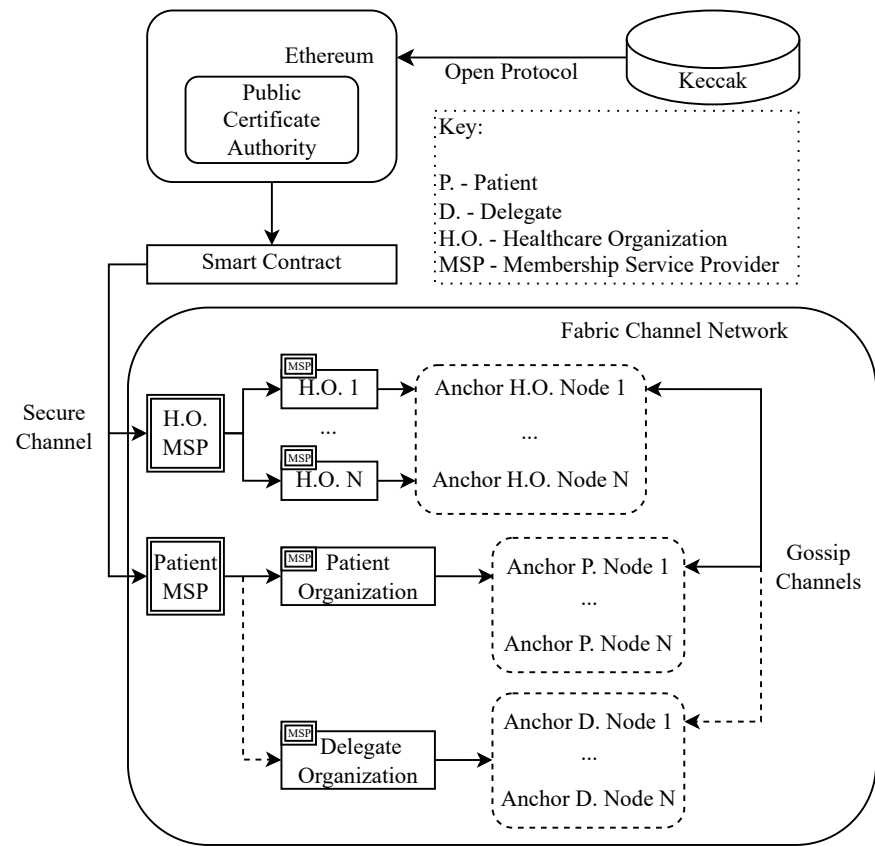 Ethereum
Public
Certificate
Authority
Open Protocol
Keccak
Key:
P. - Patient
D. - Delegate
H.O. - Healthcare Organization
MSP - Membership Service Provider
Smart Contract
Fabric Channel Network
Secure
Channel
H.O.
MSP
MSP
H.O. 1
...
MSP
H.O. N
Anchor H.O. Node 1
...
Anchor H.O. Node N
Patient
MSP
MSP
Patient
Organization
Anchor P. Node 1
...
Anchor P. Node N
Gossip
Channels
MSP
Delegate
Organization
Anchor D. Node 1
...
Anchor D. Node N